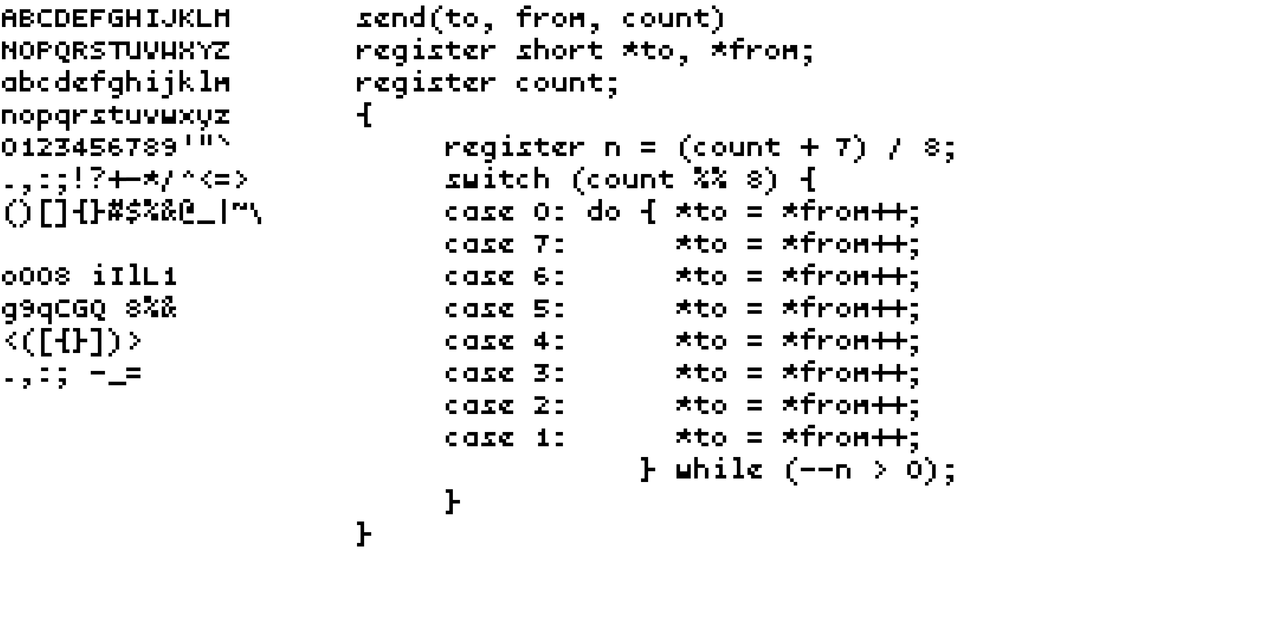 ABCDEFGHIJKLM
NOPQRSTUVWXYZ
abcdefghijklm
nopqrstuvwxyz
0123456789'"`
.,:;!?+-*/^<=>
()[]{}#$%&@_|~\
oO08 iIlL1
g9qCGQ 8%&
<([{}])>
.,:; -_=
send(to, from, count)
register short *to, *from;
register count;
{
register n = (count + 7) / 8;
switch (count %% 8) {
case 0: do { *to = *from++;
case 7: *to = *from++;
case 6: *to = *from++;
case 5: *to = *from++;
case 4: *to = *from++;
case 3: *to = *from++;
case 2: *to = *from++;
case 1: *to = *from++;
} while (--n > 0);
}
}